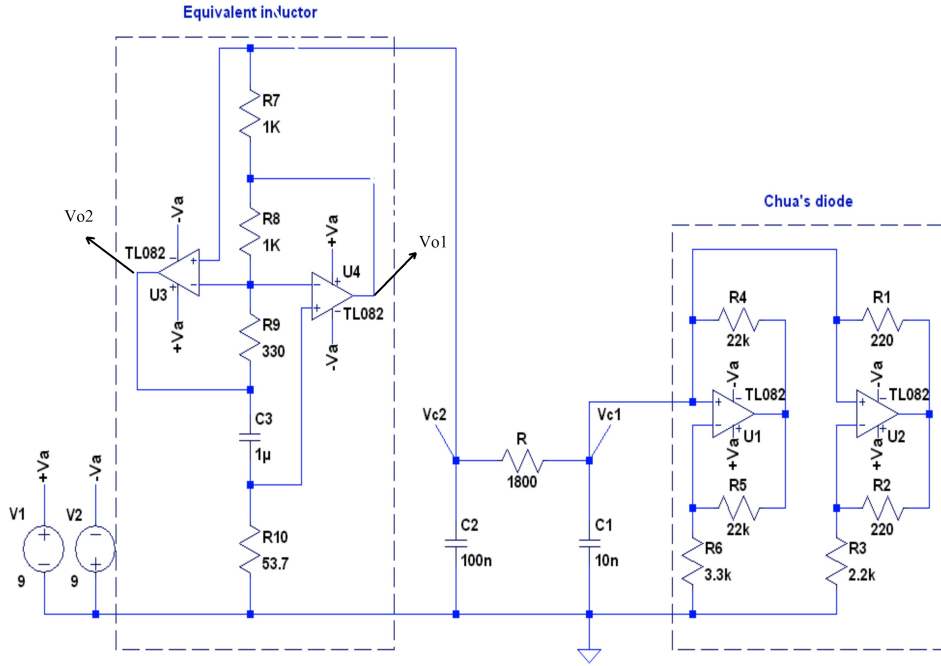 Equivalent inductor
R7
1K
Vo2
-Va
R8
1K
+Va
Vo1
Chua's diode
TL082
U3
U4
TL082
+Va
R9
330
-Va
R4
22k
R1
220
-Va
TL082
-Va
TL082
C3
1µ
Vc2
R
1800
Vc1
U1
+Va
U2
+Va
R5
22k
R2
220
+Va
-Va
V1
9
V2
9
R10
53.7
C2
100n
C1
10n
R6
3.3k
R3
2.2k